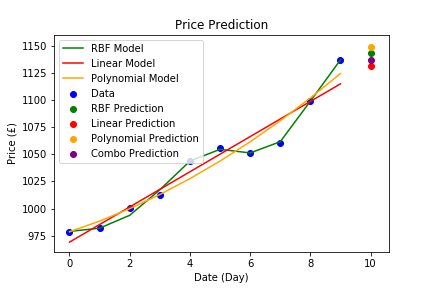 Price Prediction
1150
1125
1100
1075
1050
1025
1000
975
Price (£)
RBF Model
Linear Model
Polynomial Model
Data
RBF Prediction
Linear Prediction
Polynomial Prediction
Combo Prediction
0 2 4 6 8 10
Date (Day)